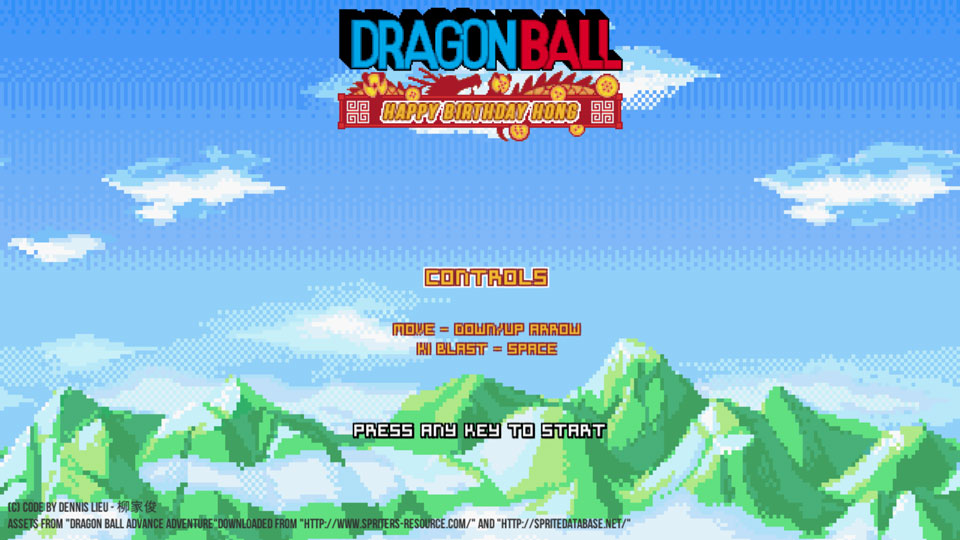 DRAGON BALL
HAPPY BIRTHDAY HONG
CONTROLS
MOVE - DOWN/UP ARROW
KI BLAST - SPACE
PRESS ANY KEY TO START
(C) CODE BY DENNIS LIEU - 柳家俊
ASSETS FROM "DRAGON BALL ADVANCE ADVENTURE"DOWNLOADED FROM "HTTP://WWW.SPRITERS-RESOURCE.COM/" AND "HTTP://SPRITEDATABASE.NET/"